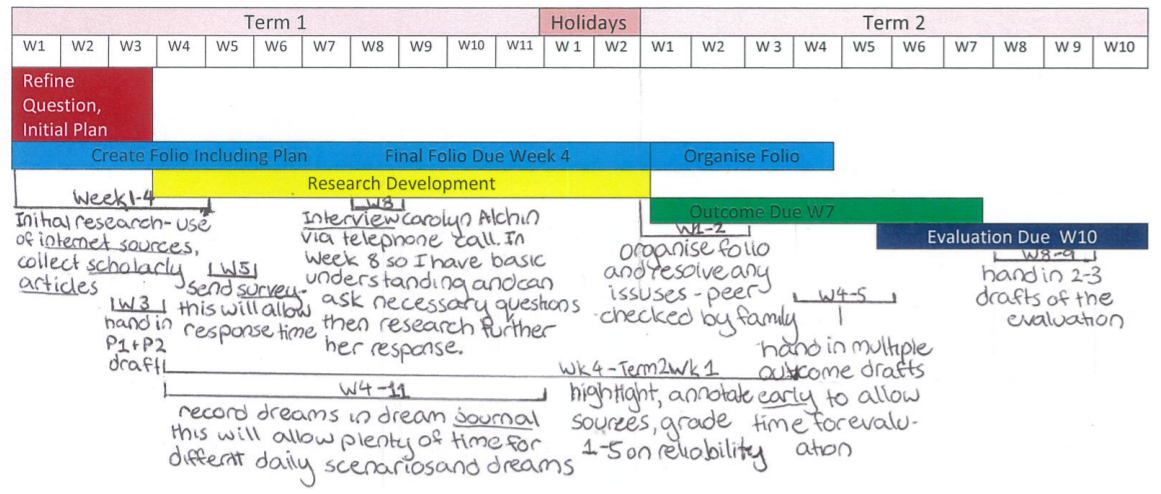 Term 1 Holidays Term 2
W1 W2 W3 W4 W5 W6 W7 W8 W9 W10 W11 W 1 W2 W1 W2 W 3 W4 W5 W6 W7 W8 W 9 W10
Refine
Question,
Initial Plan
Create Folio Including Plan Final Folio Due Week 4 Organise Folio
Research Development
Outcome Due W7
Evaluation Due W10
Week 1-4
Initial research - use
of internet sources,
collect scholarly
articles
W3
hand in
P1 + P2
draft
W5
send survey -
this will allow
response time
W8
Interview carolyn Alchin
via telephone call. In
week 8 so I have basic
understanding and can
ask necessary questions
then research further
her response.
W4 - 11
record dreams in dream journal
this will allow plenty of time for
different daily scenarios and dreams
Wk 4 - Term 2 Wk 1
highlight, annotate
sources, grade
1-5 on reliability
W1-2
organise folio
and resolve any
issuses - peer
checked by family
W4-5
hand in multiple
outcome drafts
early to allow
time for evalu-
ation
W8-9
hand in 2-3
drafts of the
evaluation